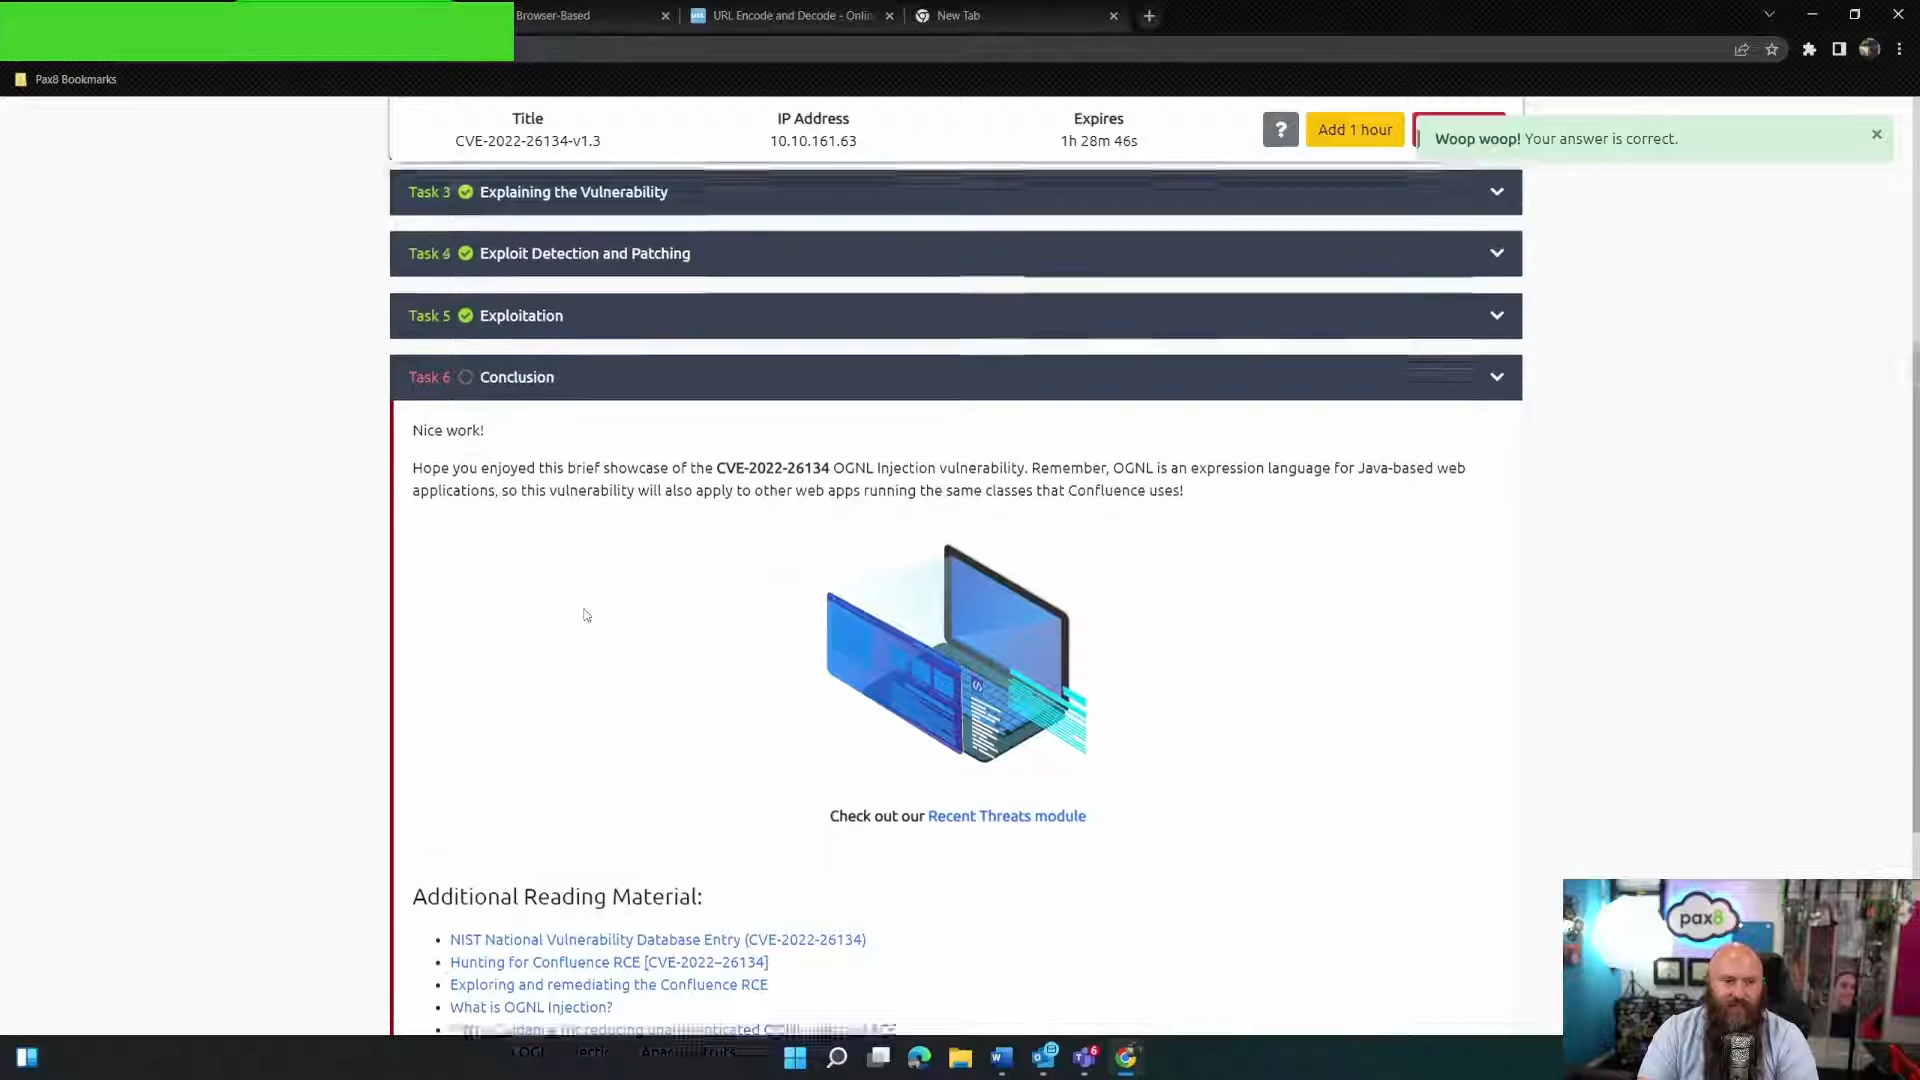 Browser-Based
URL Encode and Decode - Onlin
New Tab
Pax8 Bookmarks
Title
CVE-2022-26134-v1.3
IP Address
10.10.161.63
Expires
1h 28m 46s
?
Add 1 hour
Woop woop! Your answer is correct.
Task 3 Explaining the Vulnerability
Task 4 Exploit Detection and Patching
Task 5 Exploitation
Task 6 Conclusion
Nice work!
Hope you enjoyed this brief showcase of the CVE-2022-26134 OGNL Injection vulnerability. Remember, OGNL is an expression language for Java-based web
applications, so this vulnerability will also apply to other web apps running the same classes that Confluence uses!
Check out our Recent Threats module
Additional Reading Material:
• NIST National Vulnerability Database Entry (CVE-2022-26134)
• Hunting for Confluence RCE [CVE-2022–26134]
• Exploring and remediating the Confluence RCE
• What is OGNL Injection?
reducing
pax8